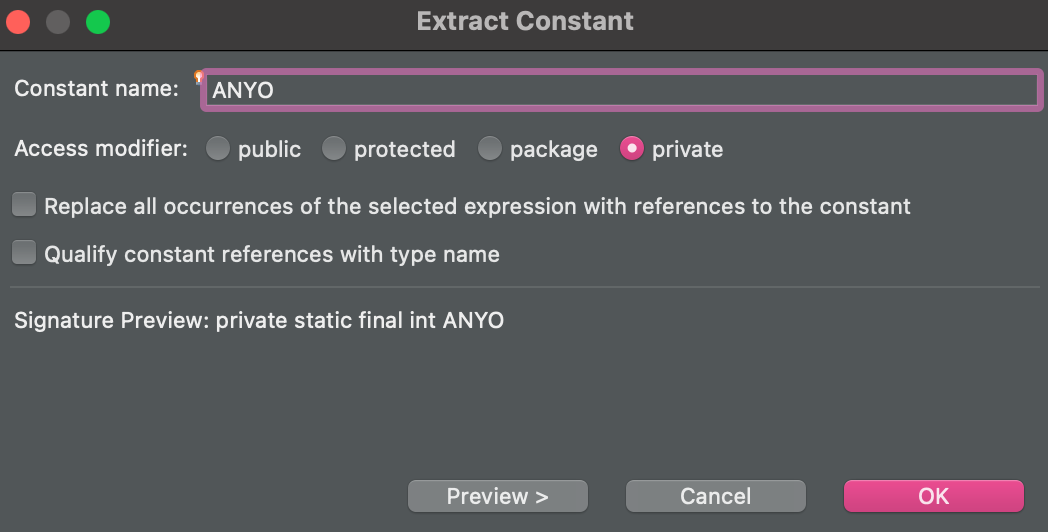 Extract Constant
Constant name: ANYO
Access modifier: public protected package private
Replace all occurrences of the selected expression with references to the constant
Qualify constant references with type name
Signature Preview: private static final int ANYO
Preview > Cancel OK